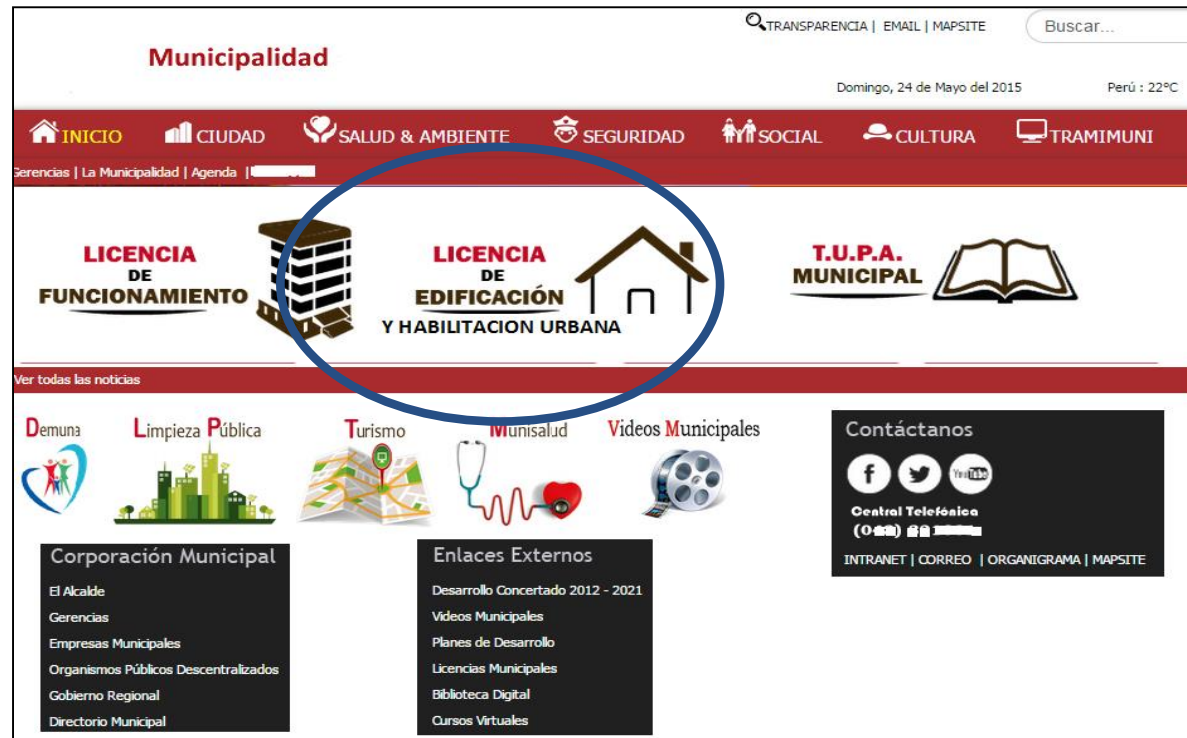 TRANSPARENCIA | EMAIL | MAPSITE
Buscar...
Municipalidad
Domingo, 24 de Mayo del 2015
Perú : 22ºC
INICIO
CIUDAD
SALUD & AMBIENTE
SEGURIDAD
SOCIAL
CULTURA
TRAMIMUNI
Gerencias | La Municipalidad | Agenda |
LICENCIA
DE
FUNCIONAMIENTO
LICENCIA
DE
EDIFICACIÓN
Y HABILITACION URBANA
T.U.P.A.
MUNICIPAL
Ver todas las noticias
Demuna
Limpieza Pública
Turismo
Munisalud
Videos Municipales
Contáctanos
YouTube
Central Telefónica
INTRANET | CORREO | ORGANIGRAMA | MAPSITE
Corporación Municipal
El Alcalde
Gerencias
Empresas Municipales
Organismos Públicos Descentralizados
Gobierno Regional
Directorio Municipal
Enlaces Externos
Desarrollo Concertado 2012 - 2021
Videos Municipales
Planes de Desarrollo
Licencias Municipales
Biblioteca Digital
Cursos Virtuales